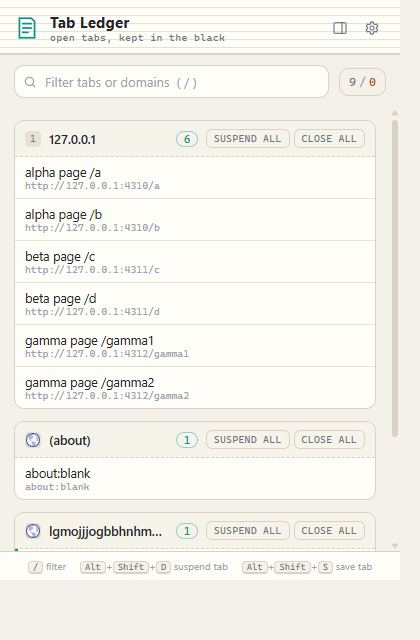 Tab Ledger
open tabs, kept in the black
Filter tabs or domains (/)
9/0
1 127.0.0.1 6 SUSPEND ALL CLOSE ALL
alpha page /a
http://127.0.0.1:4310/a
alpha page /b
http://127.0.0.1:4310/b
beta page /c
http://127.0.0.1:4311/c
beta page /d
http://127.0.0.1:4311/d
gamma page /gamma1
http://127.0.0.1:4312/gamma1
gamma page /gamma2
http://127.0.0.1:4312/gamma2
(about) 1 SUSPEND ALL CLOSE ALL
about:blank
about:blank
lgmojjjogbbhnhm... 1 SUSPEND ALL CLOSE ALL
/ filter Alt+Shift+D suspend tab Alt+Shift+S save tab